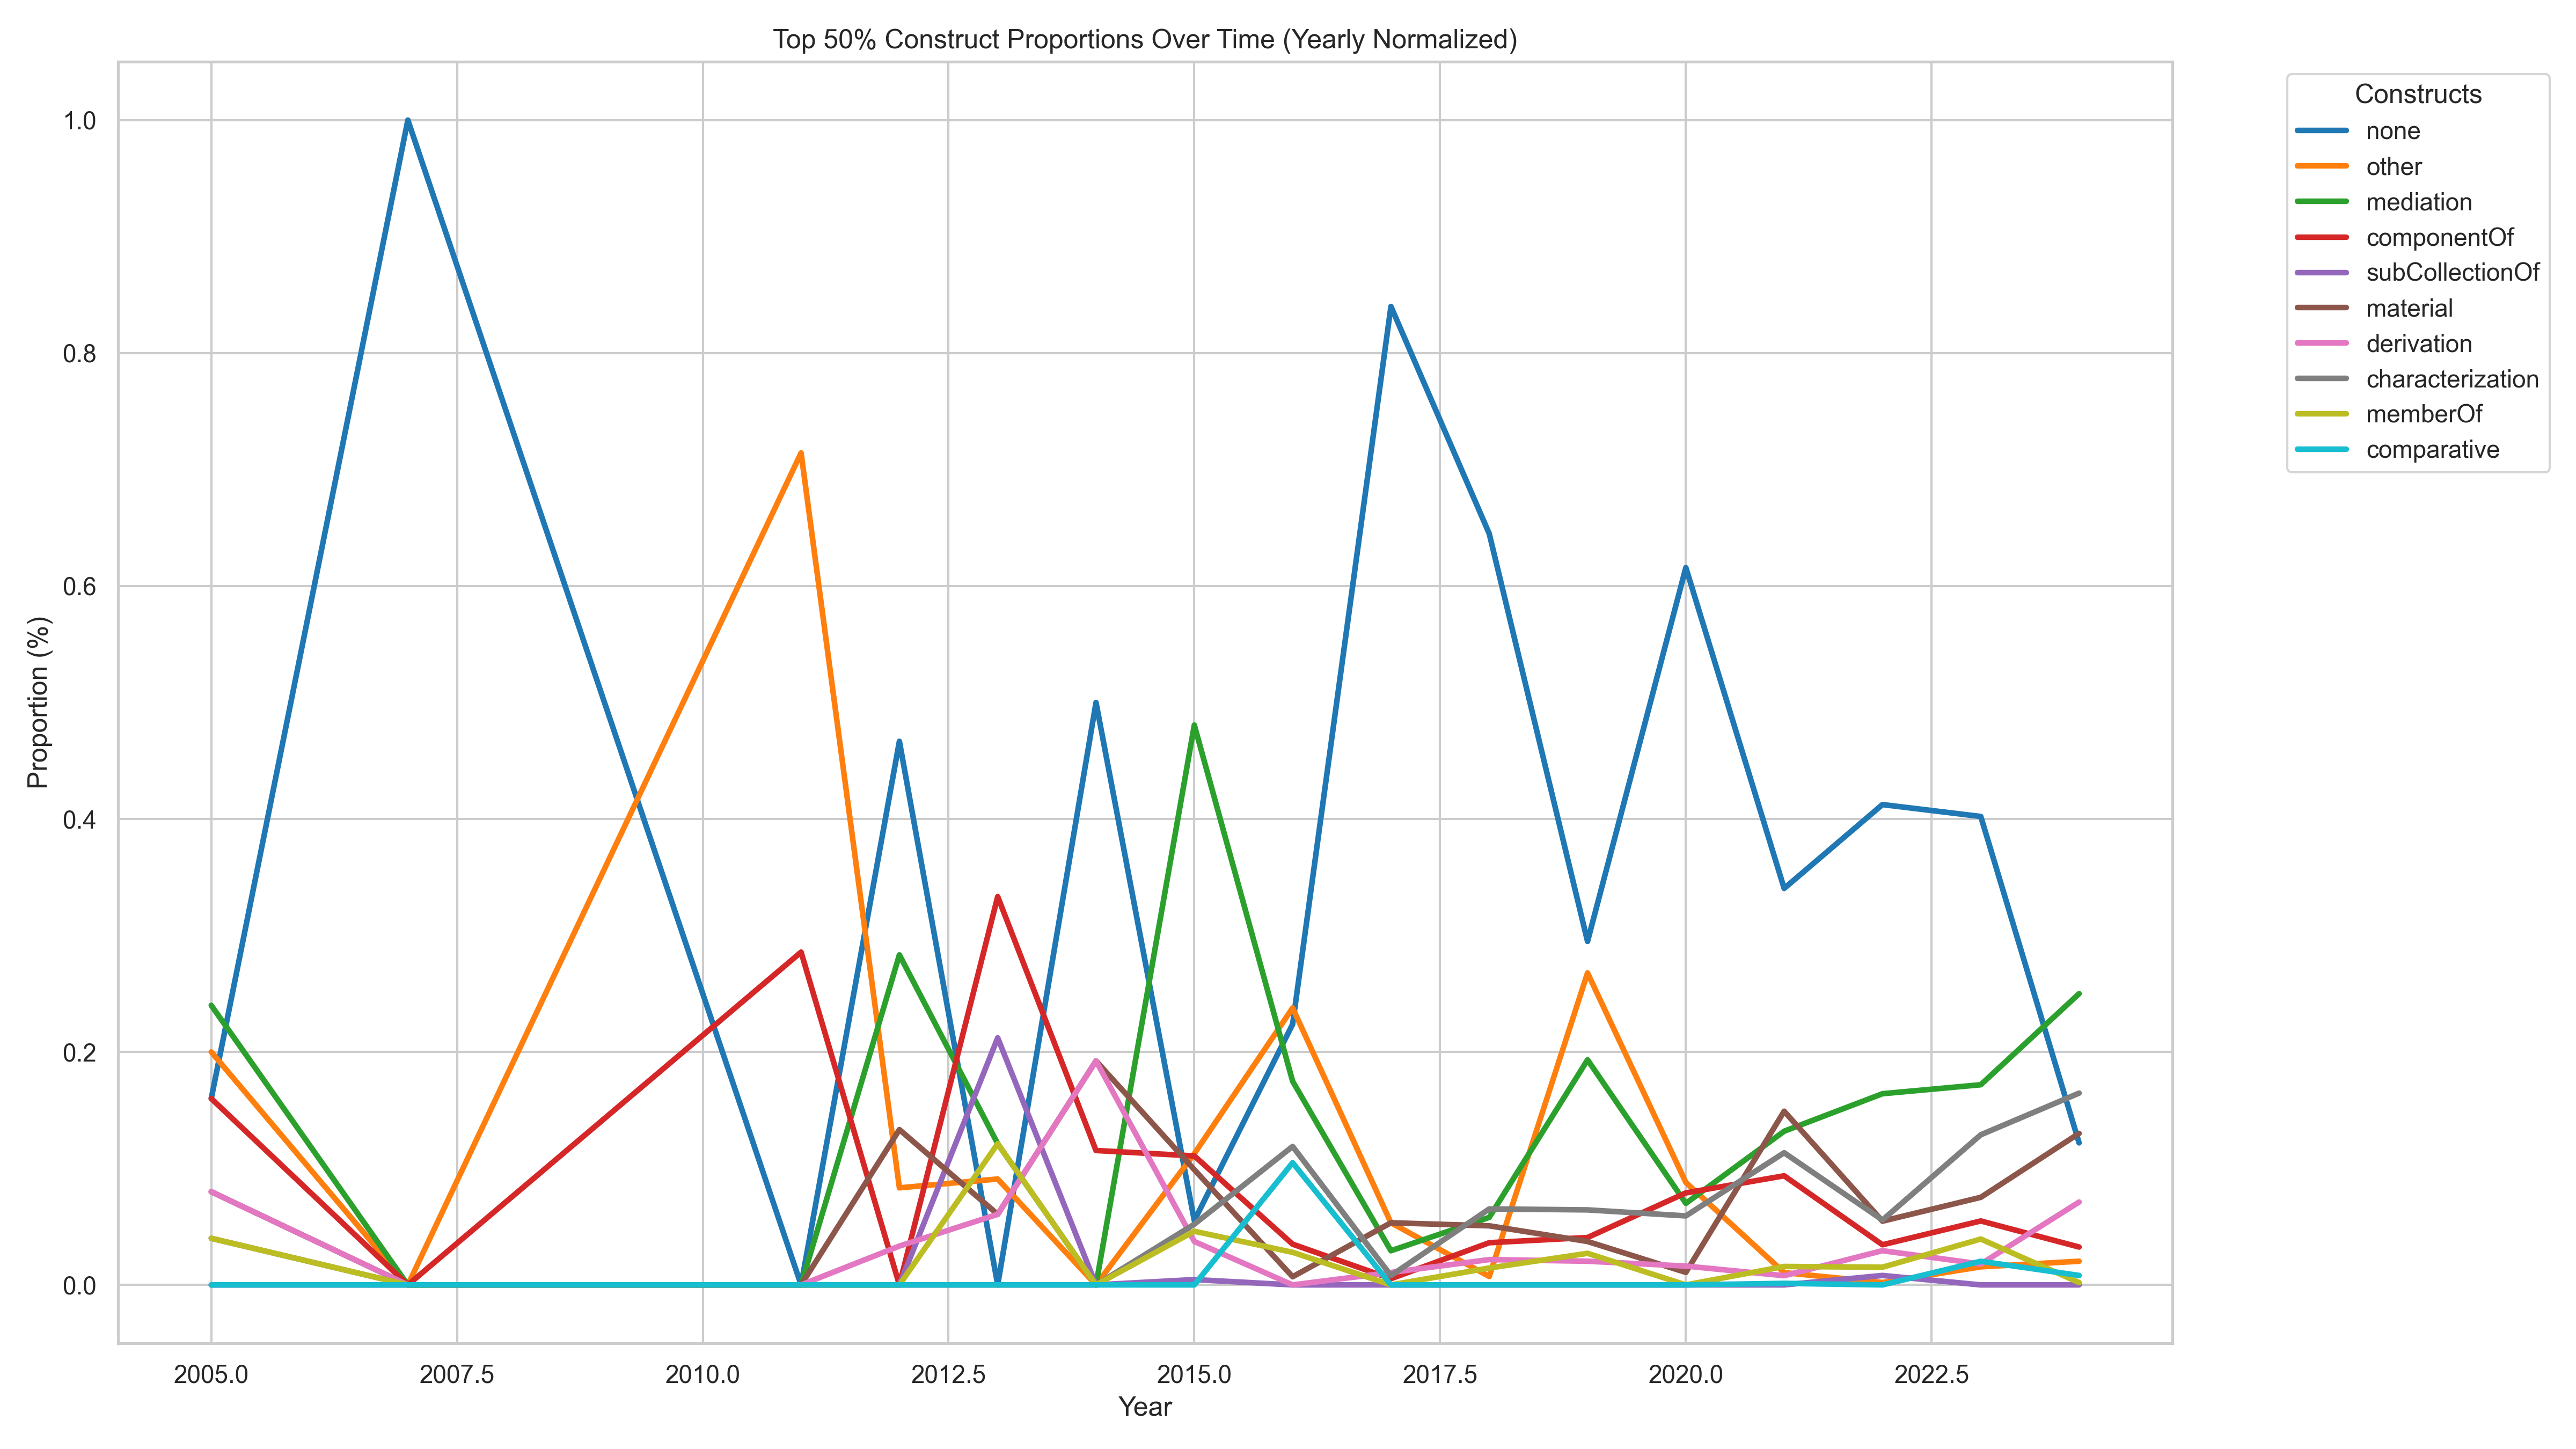 Top 50% Construct Proportions Over Time (Yearly Normalized)
Constructs
none
other
mediation
componentOf
subCollectionOf
material
derivation
characterization
memberOf
comparative
Proportion (%)
1.0
0.8
0.6
0.4
0.2
0.0
2005.0 2007.5 2010.0 2012.5 2015.0 2017.5 2020.0 2022.5
Year